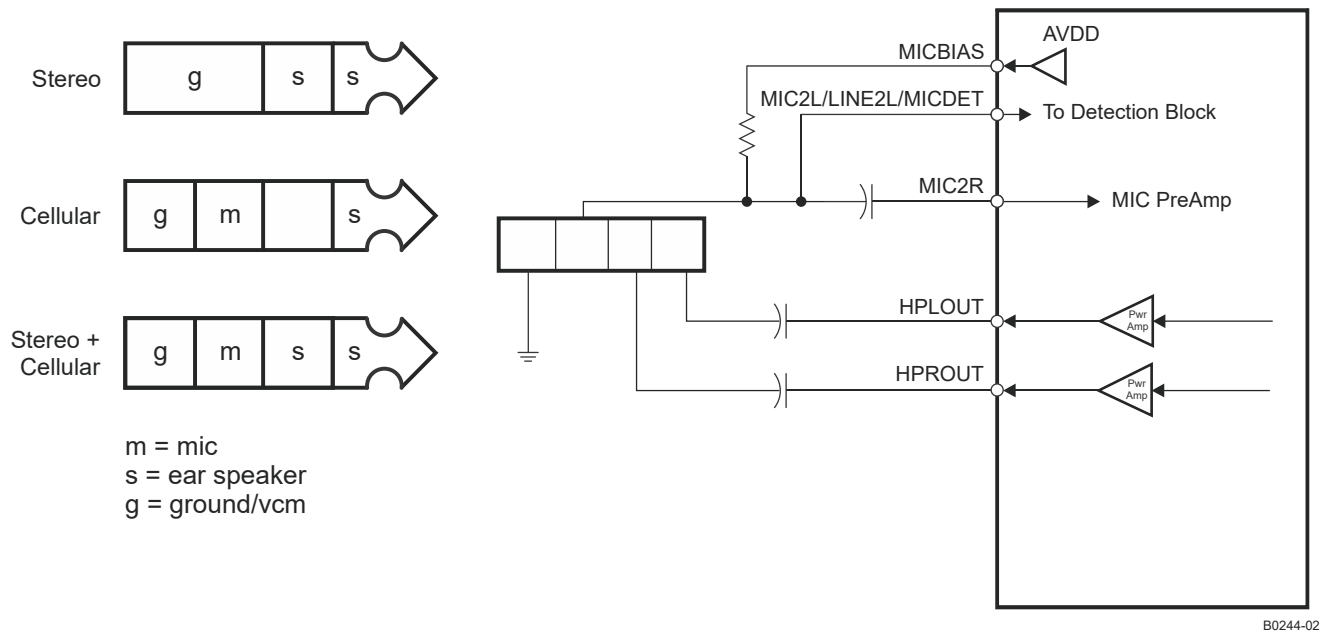 Stereo
g s s
Cellular
g m s
Stereo +
Cellular
g m s s
m = mic
s = ear speaker
g = ground/vcm
MICBIAS
AVDD
MIC2L/LINE2L/MICDET
To Detection Block
MIC2R
MIC PreAmp
HPLOUT
Pwr
Amp
HPROUT
Pwr
Amp
B0244-02